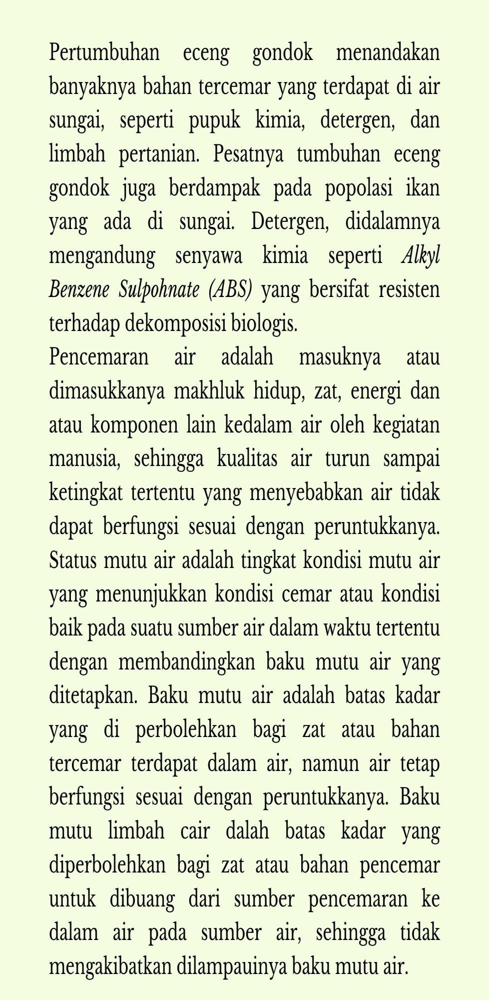 Pertumbuhan eceng gondok menandakan
banyaknya bahan tercemar yang terdapat di air
sungai, seperti pupuk kimia, detergen, dan
limbah pertanian. Pesatnya tumbuhan eceng
gondok juga berdampak pada popolasi ikan
yang ada di sungai. Detergen, didalamnya
mengandung senyawa kimia seperti Alkyl
Benzene Sulpohnate (ABS) yang bersifat resisten
terhadap dekomposisi biologis.
Pencemaran air adalah masuknya atau
dimasukkanya makhluk hidup, zat, energi dan
atau komponen lain kedalam air oleh kegiatan
manusia, sehingga kualitas air turun sampai
ketingkat tertentu yang menyebabkan air tidak
dapat berfungsi sesuai dengan peruntukkanya.
Status mutu air adalah tingkat kondisi mutu air
yang menunjukkan kondisi cemar atau kondisi
baik pada suatu sumber air dalam waktu tertentu
dengan membandingkan baku mutu air yang
ditetapkan. Baku mutu air adalah batas kadar
yang di perbolehkan bagi zat atau bahan
tercemar terdapat dalam air, namun air tetap
berfungsi sesuai dengan peruntukkanya. Baku
mutu limbah cair dalah batas kadar yang
diperbolehkan bagi zat atau bahan pencemar
untuk dibuang dari sumber pencemaran ke
dalam air pada sumber air, sehingga tidak
mengakibatkan dilampauinya baku mutu air.